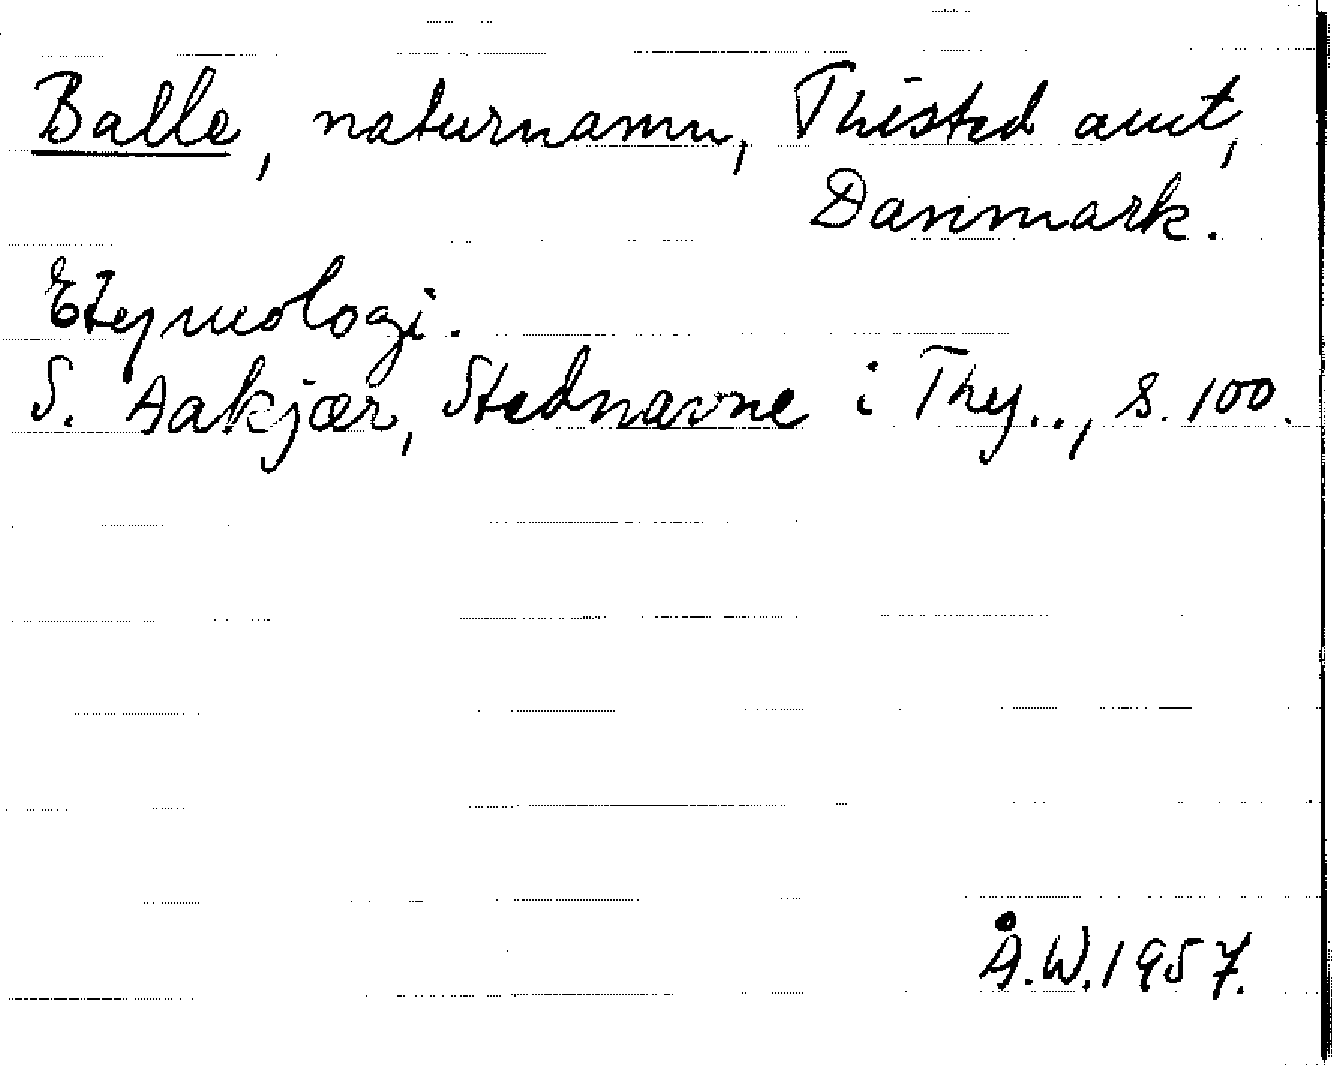 Balle, naturnamn, Thisted amt,
Danmark.
Etymologi.
S. Aakjær, Stednavne i Thy.., s. 100.
Å.W. 1957.